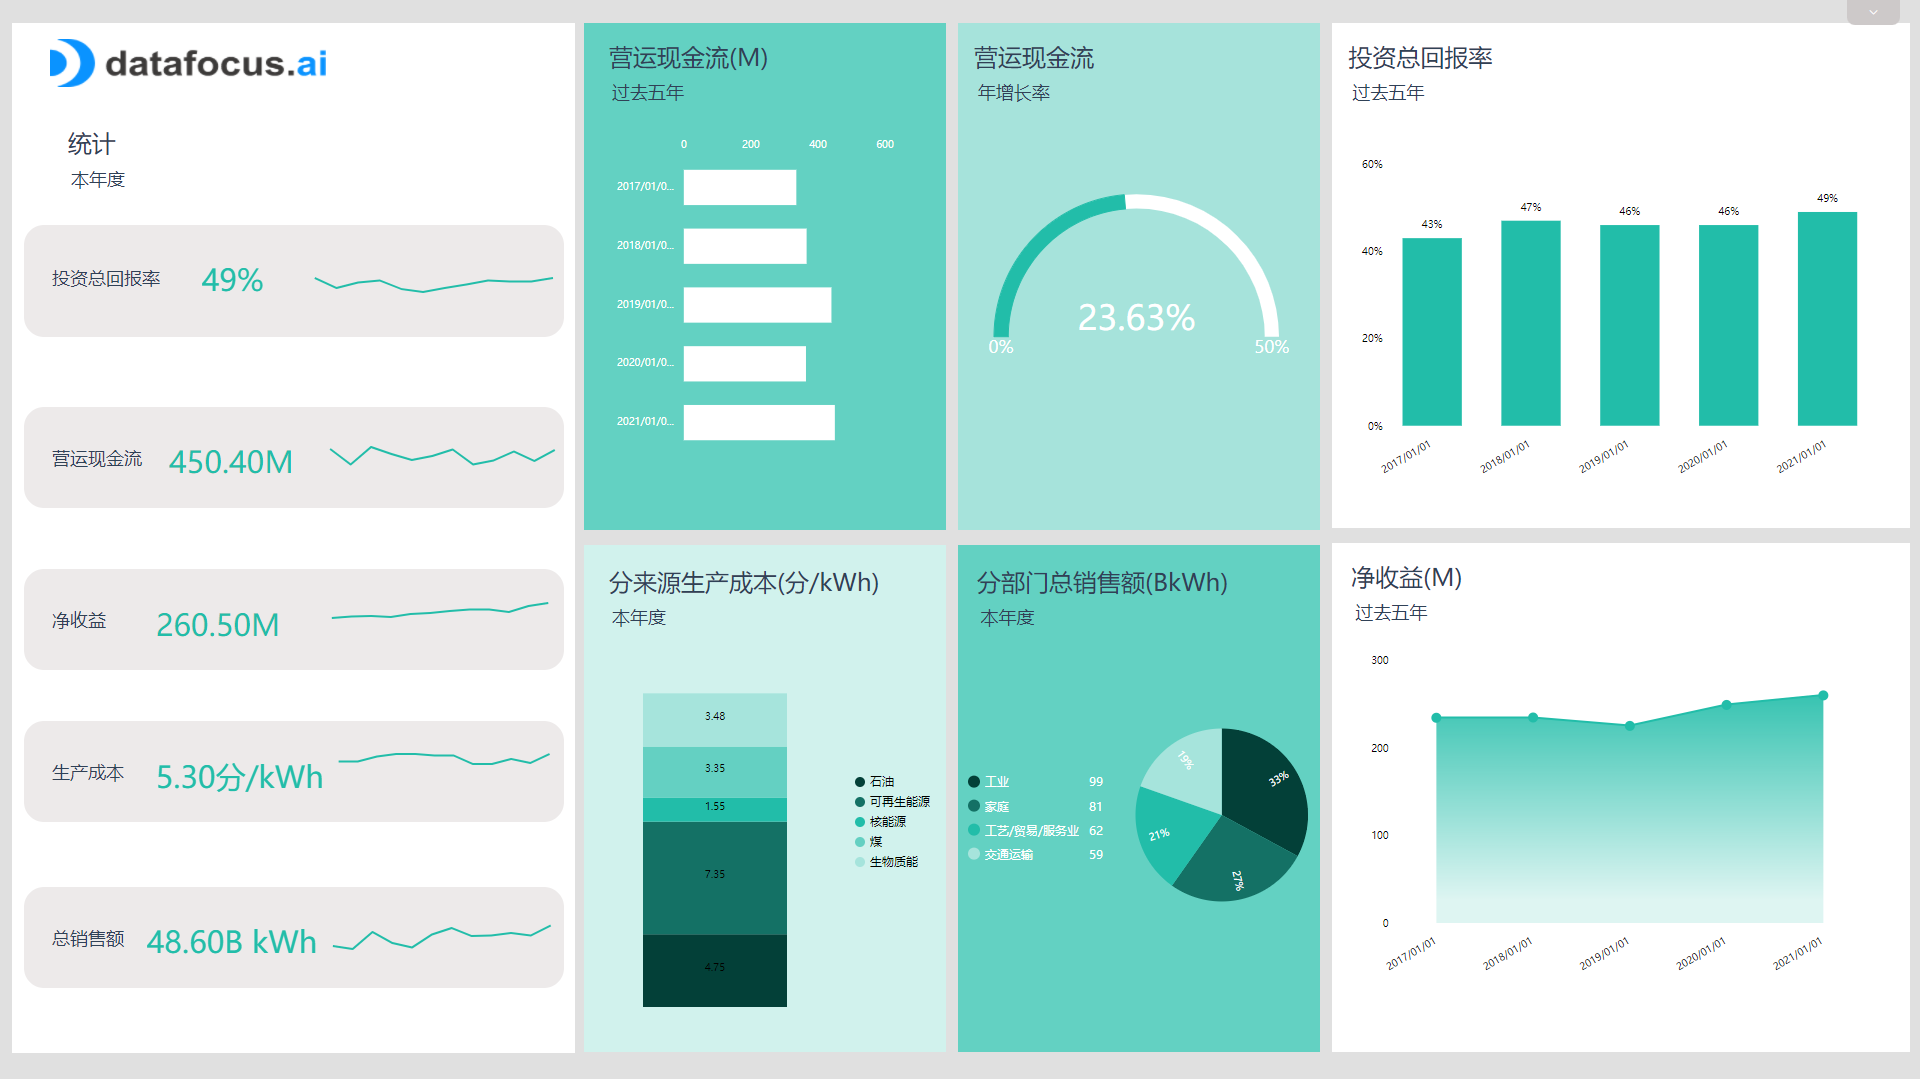 datafocus.ai
统计
本年度
投资总回报率 49%
营运现金流 450.40M
净收益 260.50M
生产成本 5.30分/kWh
总销售额 48.60B kWh
营运现金流(M)
过去五年
0 200 400 600
2017/01/0...
2018/01/0...
2019/01/0...
2020/01/0...
2021/01/0...
营运现金流
年增长率
23.63%
0% 50%
投资总回报率
过去五年
60%
40%
20%
0%
43% 47% 46% 46% 49%
2017/01/01 2018/01/01 2019/01/01 2020/01/01 2021/01/01
分来源生产成本(分/kWh)
本年度
3.48
3.35
1.55
7.35
4.75
石油
可再生能源
核能源
煤
生物质能
分部门总销售额(BkWh)
本年度
工业 99
家庭 81
工艺/贸易/服务业 62
交通运输 59
33%
27%
21%
19%
净收益(M)
过去五年
300
200
100
0
2017/01/01 2018/01/01 2019/01/01 2020/01/01 2021/01/01